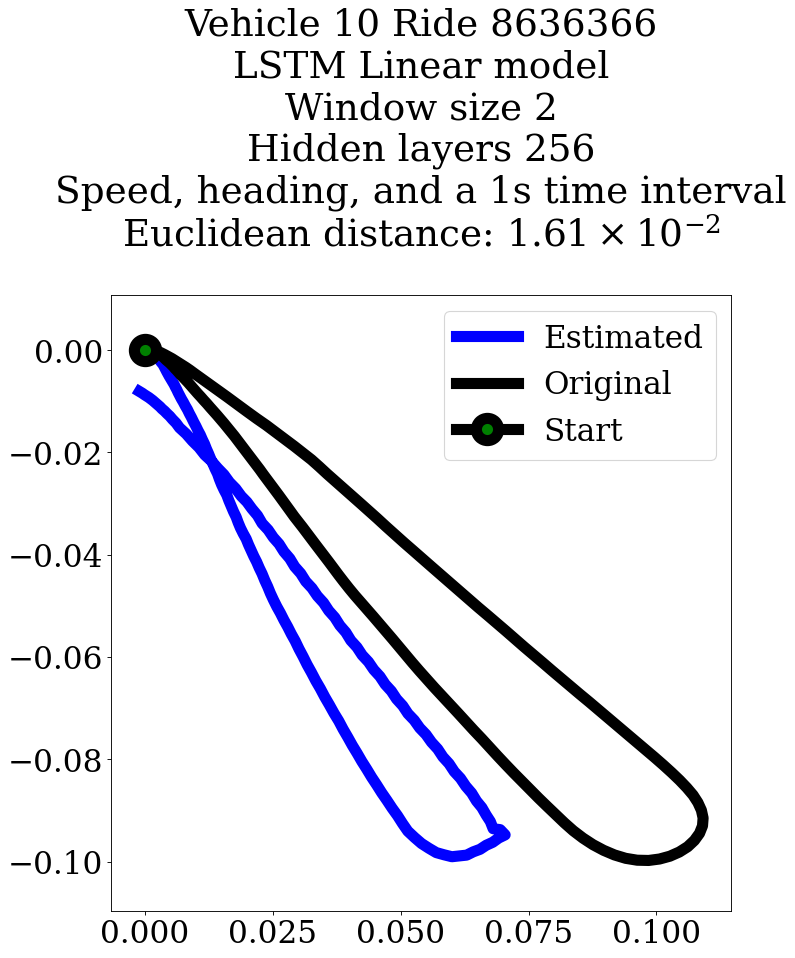 Vehicle 10 Ride 8636366
LSTM Linear model
Window size 2
Hidden layers 256
Speed, heading, and a 1s time interval
Euclidean distance: 1.61 × 10⁻²
Estimated
Original
Start
0.00
−0.02
−0.04
−0.06
−0.08
−0.10
0.000 0.025 0.050 0.075 0.100